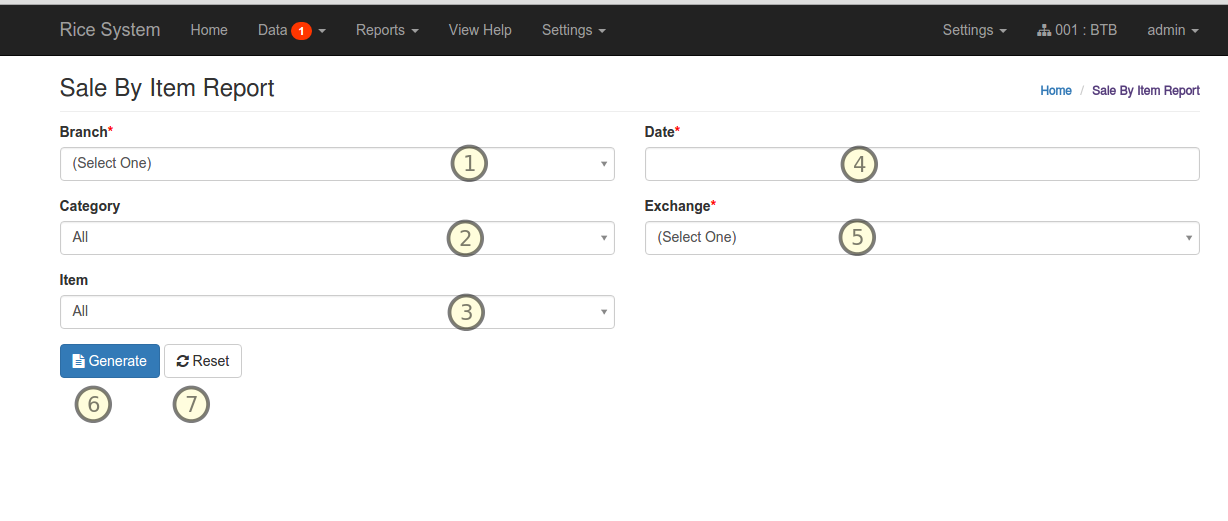 Rice System Home Data 1 Reports View Help Settings Settings 001 : BTB admin
Sale By Item Report
Home / Sale By Item Report
Branch* Date*
(Select One) 1 4
Category Exchange*
All 2 (Select One) 5
Item
All 3
Generate Reset
6 7